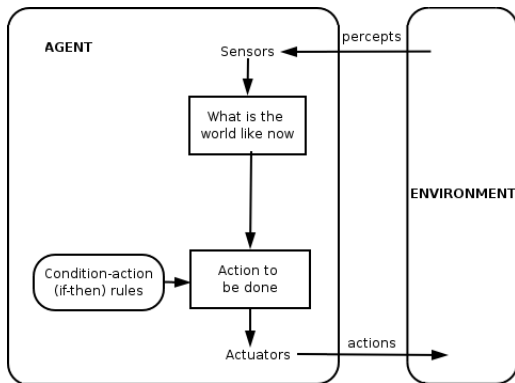 AGENT
Sensors
percepts
What is the
world like now
ENVIRONMENT
Condition-action
(if-then) rules
Action to
be done
Actuators
actions